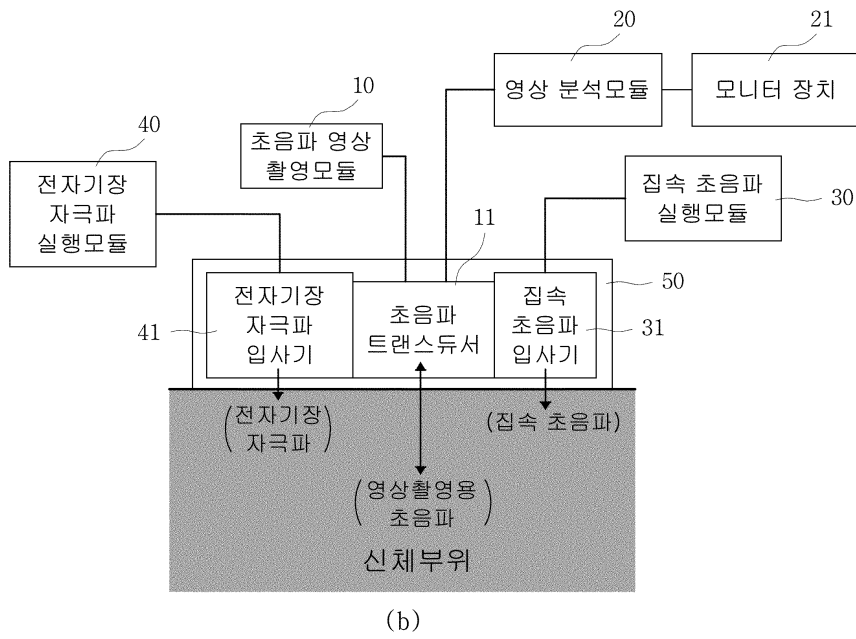 20
21
영상 분석모듈
모니터 장치
10
초음파 영상
촬영모듈
40
전자기장
자극파
실행모듈
집속 초음파
실행모듈
30
11
50
전자기장
자극파
입사기
41
초음파
트랜스듀서
집속
초음파
입사기
31
(전자기장
자극파)
(집속 초음파)
(영상촬영용
초음파)
신체부위
(b)